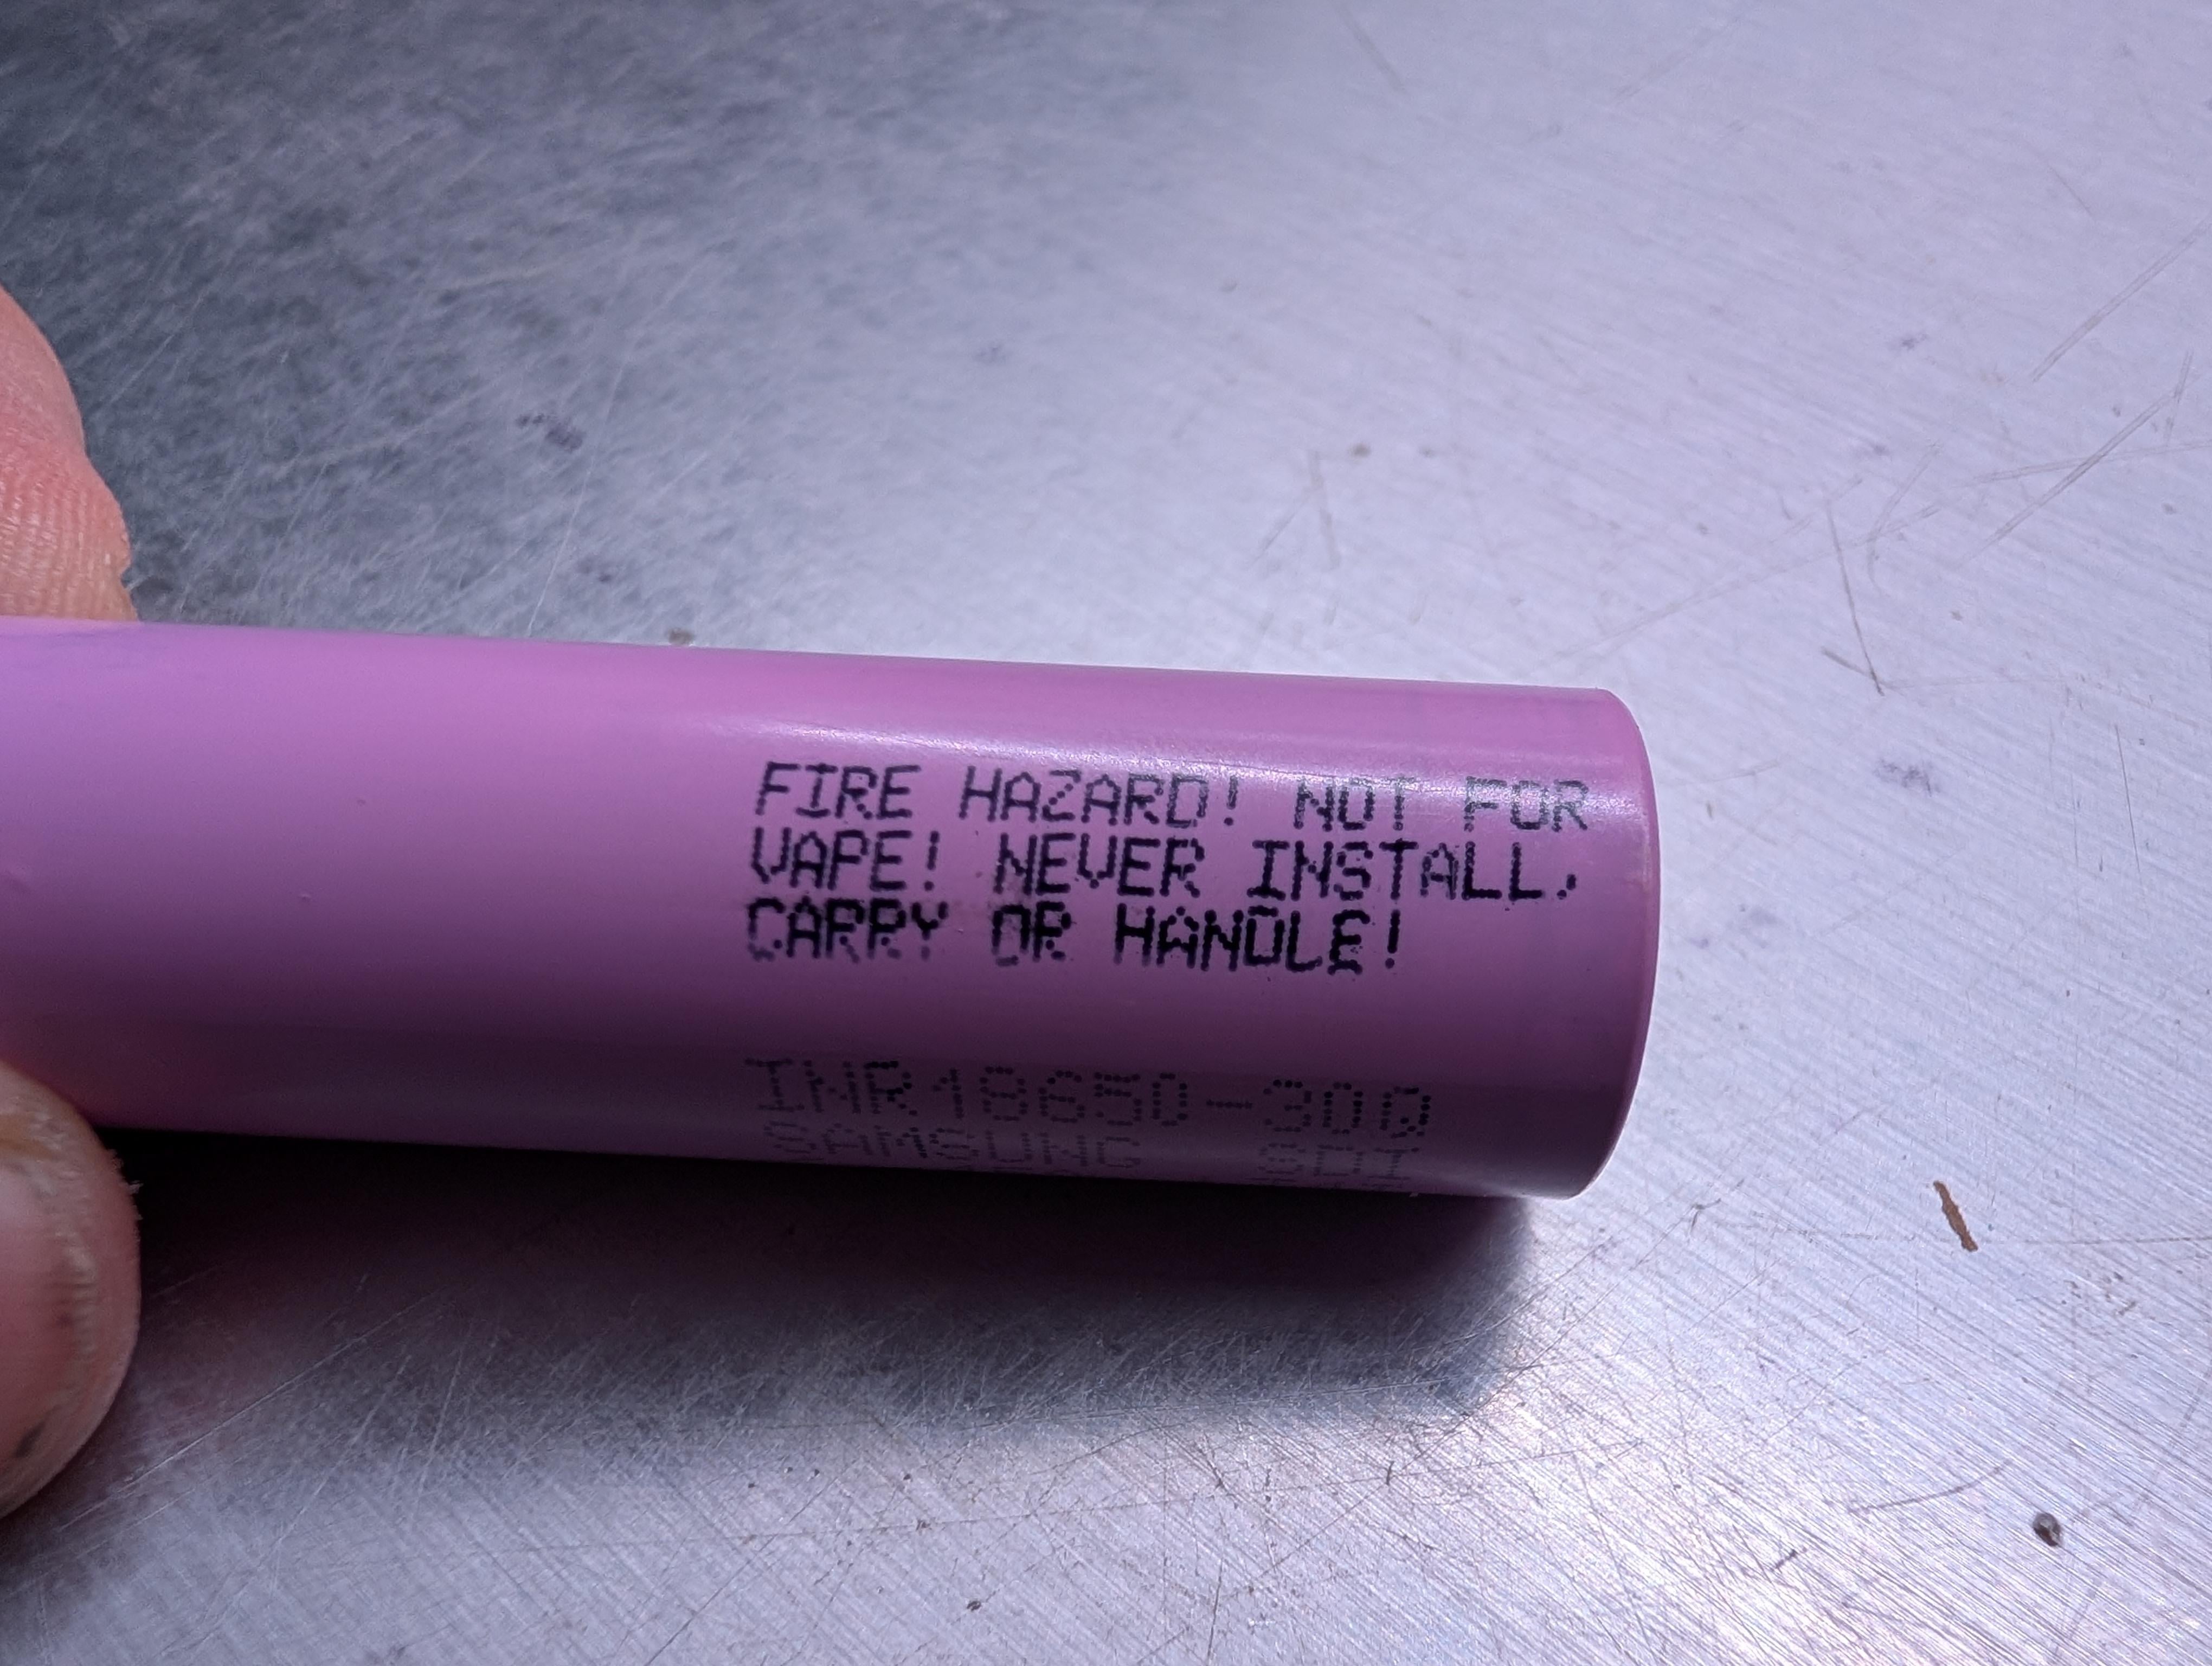 FIRE HAZARD! NOT FOR
VAPE! NEVER INSTALL,
CARRY OR HANDLE!
INR18650-30Q
SAMSUNG SDI